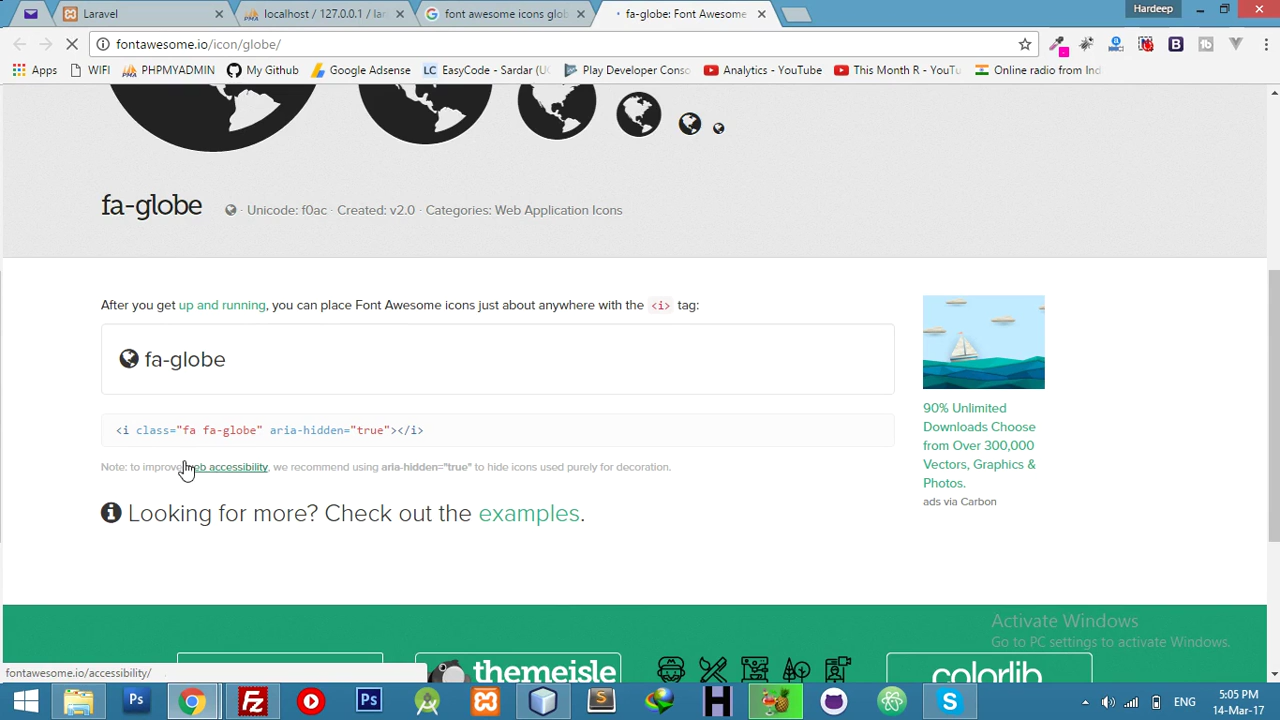 Laravel
localhost / 127.0.0.1 / lar
font awesome icons glob
fa-globe: Font Awesome
Hardeep
fontawesome.io/icon/globe/
Apps
WIFI
PHPMYADMIN
My Github
Google Adsense
EasyCode - Sardar (UC
Play Developer Conso
Analytics - YouTube
This Month R - YouTu
Online radio from Ind
fa-globe
· Unicode: f0ac · Created: v2.0 · Categories: Web Application Icons
After you get up and running, you can place Font Awesome icons just about anywhere with the <i> tag:
fa-globe
<i class="fa fa-globe" aria-hidden="true"></i>
Note: to improve web accessibility, we recommend using aria-hidden="true" to hide icons used purely for decoration.
Looking for more? Check out the examples.
90% Unlimited
Downloads Choose
from Over 300,000
Vectors, Graphics &
Photos.
ads via Carbon
Activate Windows
Go to PC settings to activate Windows.
themeisle
colorlib
fontawesome.io/accessibility/
ENG
5:05 PM
14-Mar-17